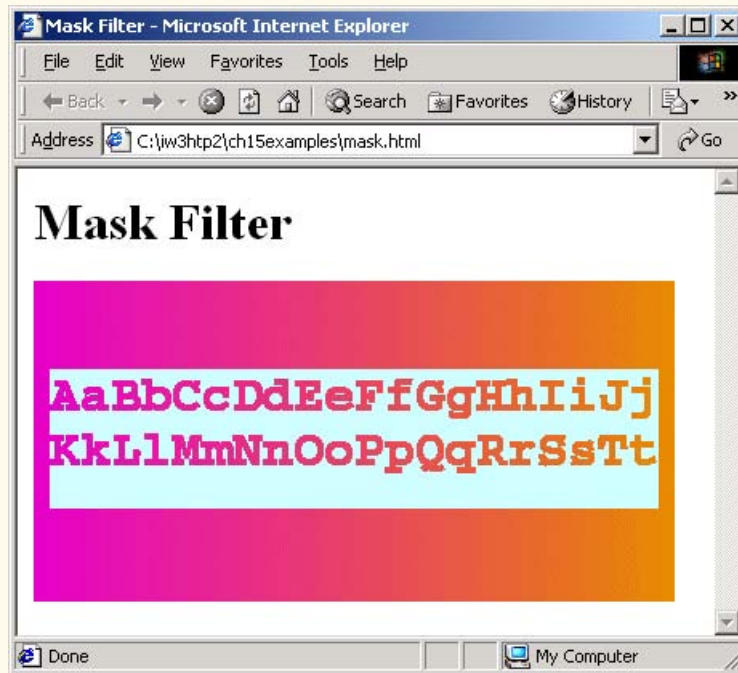 Mask Filter - Microsoft Internet Explorer
File Edit View Favorites Tools Help
Back Search Favorites History »
Address C:\iw3htp2\ch15examples\mask.html Go
Mask Filter
AaBbCcDdEeFfGgHhIiJj
KkLlMmNnOoPpQqRrSsTt
Done My Computer